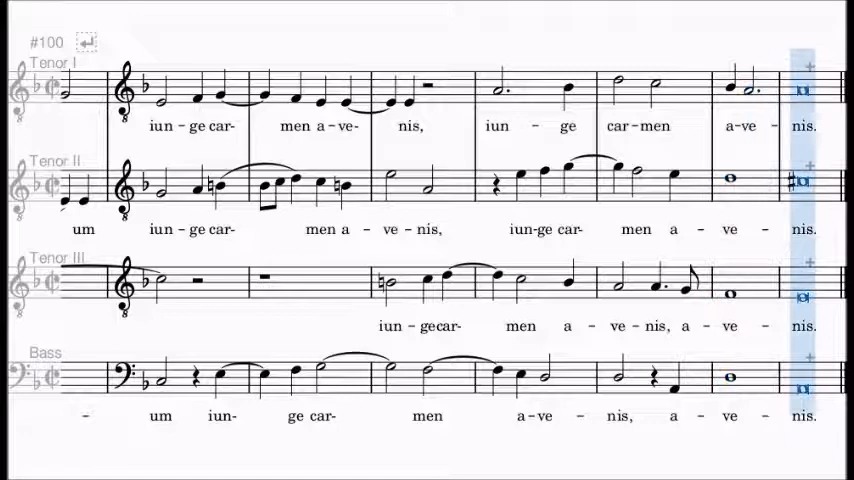 #100
Tenor I
iun - ge car- men a - ve- nis, iun - ge car - men a - ve - nis.
Tenor II
um iun - ge car- men a - ve - nis, iun - ge car- men a - ve - nis.
Tenor III
iun - gecar- men a - ve - nis, a - ve - nis.
Bass
- um iun- ge car- men a - ve - nis, a - ve - nis.